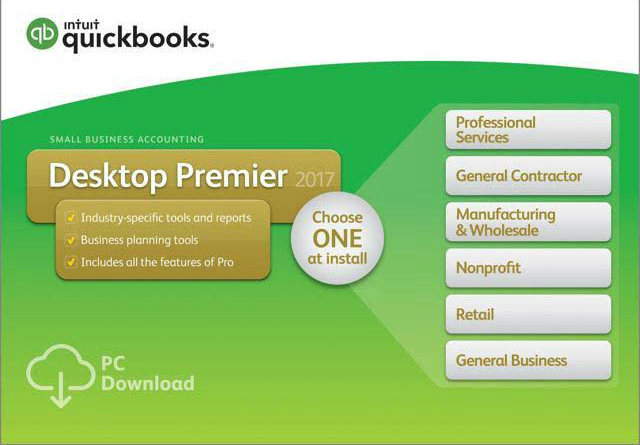 qb
intuit
quickbooks.
SMALL BUSINESS ACCOUNTING
Desktop Premier 2017
Industry-specific tools and reports
Business planning tools
Includes all the features of Pro
Choose
ONE
at install
Professional
Services
General Contractor
Manufacturing
& Wholesale
Nonprofit
Retail
General Business
PC
Download